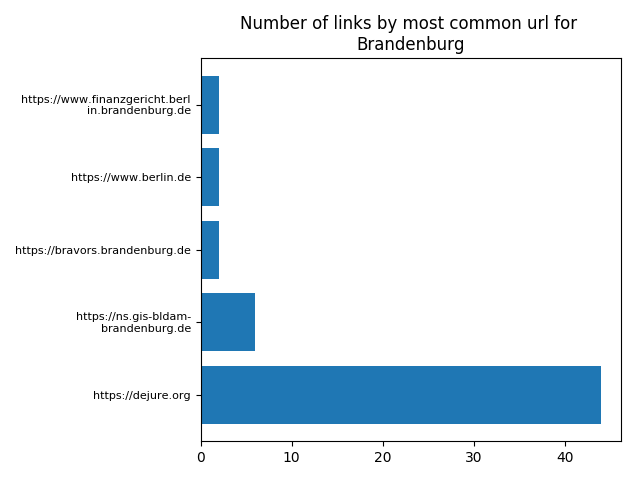 Number of links by most common url for
Brandenburg
https://www.finanzgericht.berl
in.brandenburg.de
https://www.berlin.de
https://bravors.brandenburg.de
https://ns.gis-bldam-
brandenburg.de
https://dejure.org
0 10 20 30 40